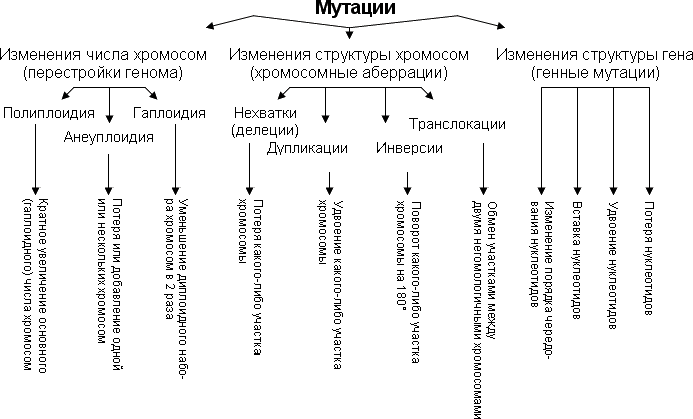 Мутации
Изменения числа хромосом
(перестройки генома)
Изменения структуры хромосом
(хромосомные аберрации)
Изменения структуры гена
(генные мутации)
Полиплоидия
Анеуплоидия
Гаплоидия
Нехватки
(делеции)
Дупликации
Инверсии
Транслокации
Кратное увеличение основного
(гаплоидного) числа хромосом
Потеря или добавление одной
или нескольких хромосом
Уменьшение диплоидного набо-
ра хромосом в 2 раза
Потеря какого-либо участка
хромосомы
Удвоение какого-либо участка
хромосомы
Поворот какого-либо участка
хромосомы на 180°
Обмен участками между
двумя негомологичными хромосомами
Изменение порядка чередо-
вания нуклеотидов
Вставка нуклеотидов
Удвоение нуклеотидов
Потеря нуклеотидов